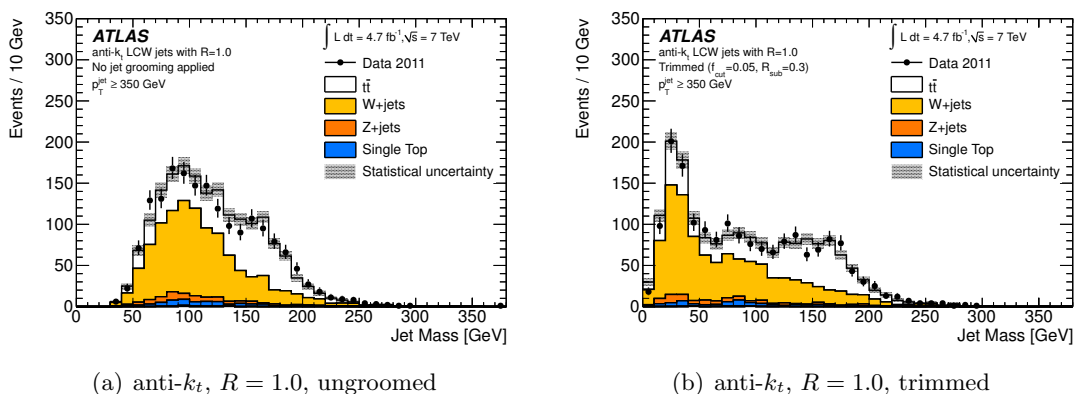 Events / 10 Gev
350
300
250
200
150
100
50
0
ATLAS
anti-kₜ LCW jets with R=1.0
No jet grooming applied
p_T^jet ≥ 350 GeV
∫ L dt = 4.7 fb⁻¹,√s = 7 TeV
Data 2011
tt̄
W+jets
Z+jets
Single Top
Statistical uncertainty
0 50 100 150 200 250 300 350
Jet Mass [GeV]
(a) anti-kₜ, R = 1.0, ungroomed
Events / 10 Gev
350
300
250
200
150
100
50
0
ATLAS
anti-kₜ LCW jets with R=1.0
Trimmed (f_cut=0.05, R_sub=0.3)
p_T^jet ≥ 350 GeV
∫ L dt = 4.7 fb⁻¹,√s = 7 TeV
Data 2011
tt̄
W+jets
Z+jets
Single Top
Statistical uncertainty
0 50 100 150 200 250 300 350
Jet Mass [GeV]
(b) anti-kₜ, R = 1.0, trimmed